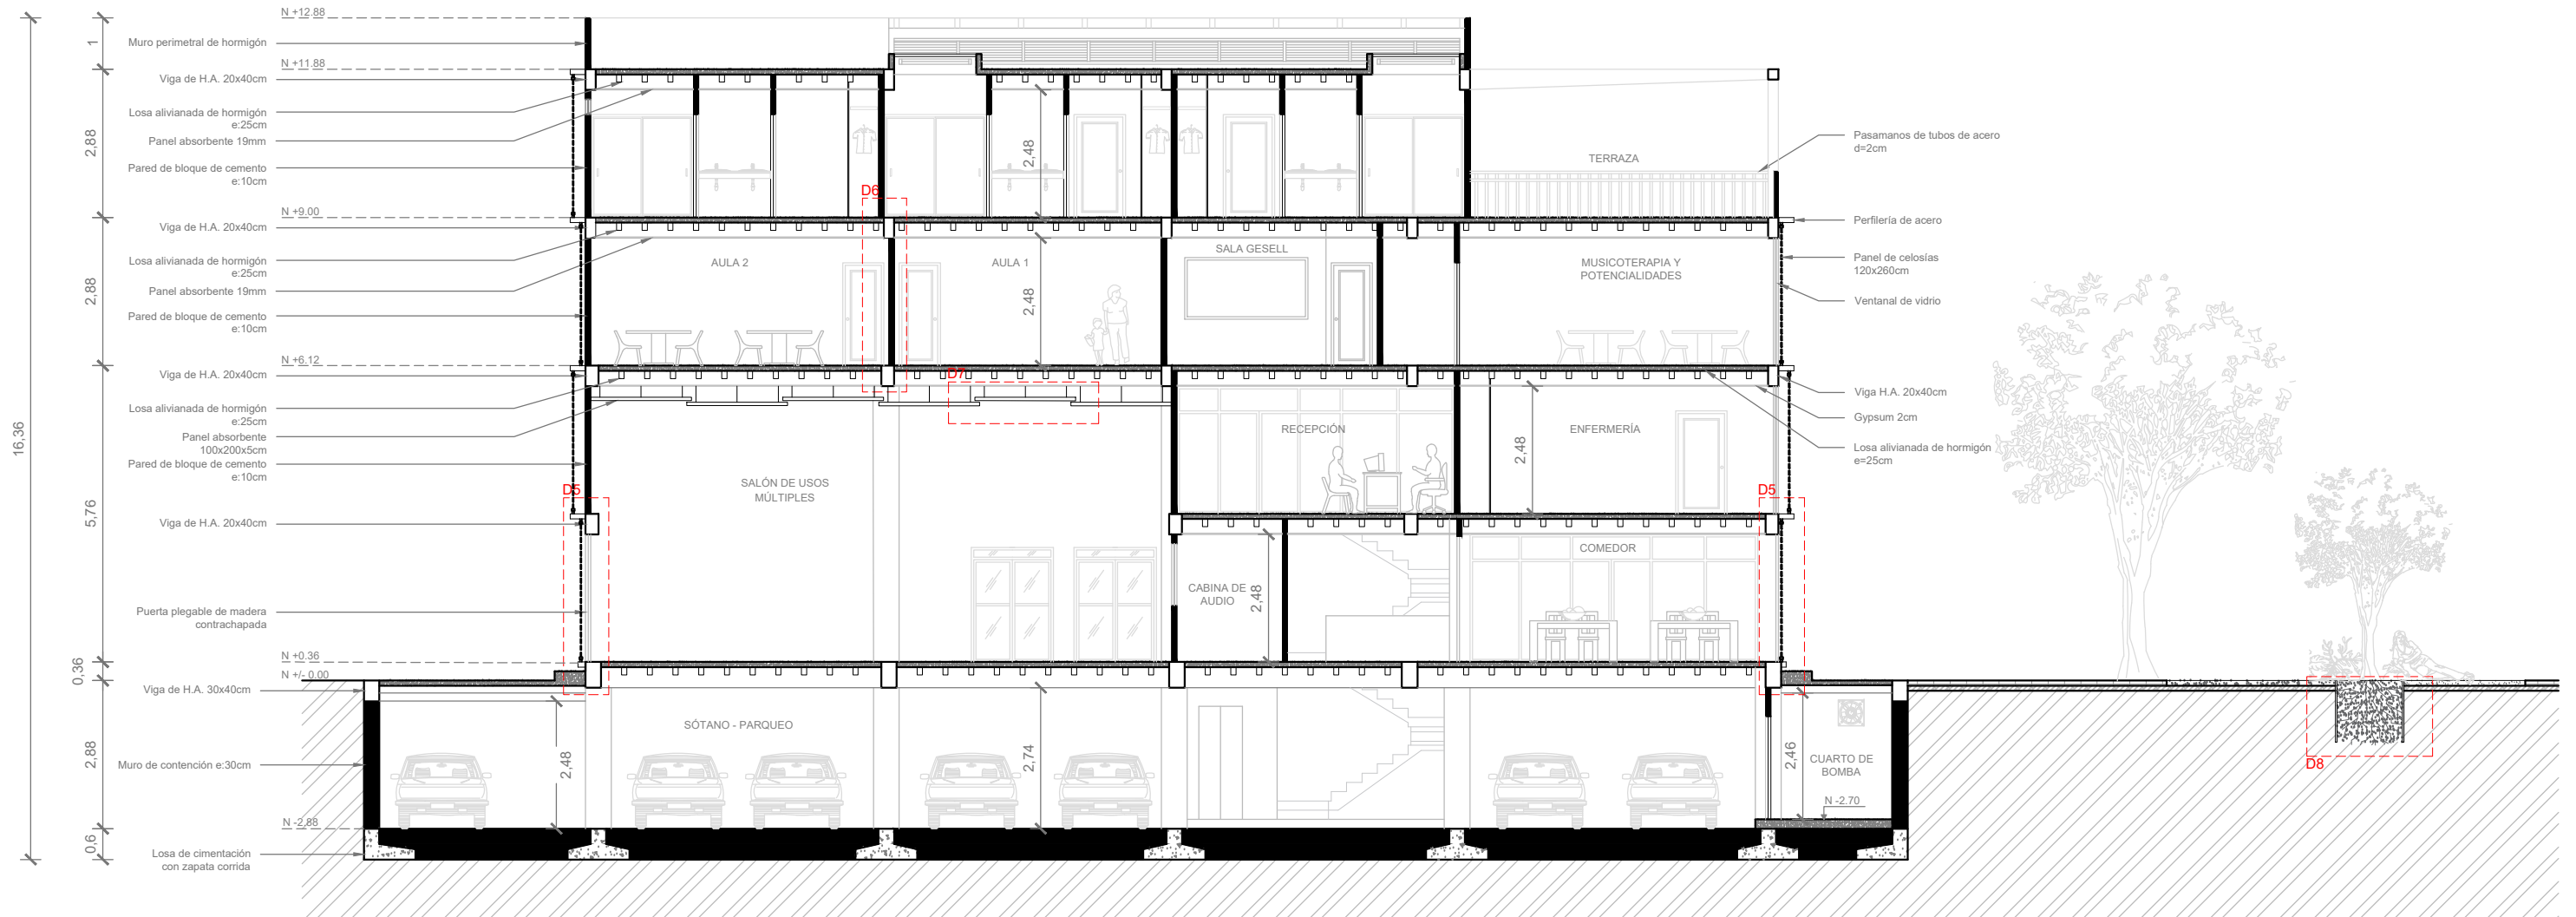 N +12.88
1
Muro perimetral de hormigón
N +11.88
Viga de H.A. 20x40cm
Losa alivianada de hormigón
e:25cm
Panel absorbente 19mm
2,88
Pared de bloque de cemento
e:10cm
2,48
Pasamanos de tubos de acero
d=2cm
TERRAZA
D6
N +9.00
Viga de H.A. 20x40cm
Perfilería de acero
Losa alivianada de hormigón
e:25cm
AULA 2
AULA 1
SALA GESELL
MUSICOTERAPIA Y
POTENCIALIDADES
Panel de celosías
120x260cm
Panel absorbente 19mm
2,88
2,48
Ventanal de vidrio
Pared de bloque de cemento
e:10cm
N +6.12
Viga de H.A. 20x40cm
D7
Viga H.A. 20x40cm
Losa alivianada de hormigón
e:25cm
Gypsum 2cm
16,36
Panel absorbente
100x200x5cm
RECEPCIÓN
ENFERMERÍA
2,48
Losa alivianada de hormigón
e=25cm
Pared de bloque de cemento
e:10cm
SALÓN DE USOS
MÚLTIPLES
D5
D5
5,76
Viga de H.A. 20x40cm
COMEDOR
CABINA DE
AUDIO
2,48
Puerta plegable de madera
contrachapada
N +0.36
0,36
N +/- 0.00
Viga de H.A. 30x40cm
SÓTANO - PARQUEO
2,88
2,48
2,74
2,46
Muro de contención e:30cm
CUARTO DE
BOMBA
D8
N -2.70
N -2,88
0,6
Losa de cimentación
con zapata corrida